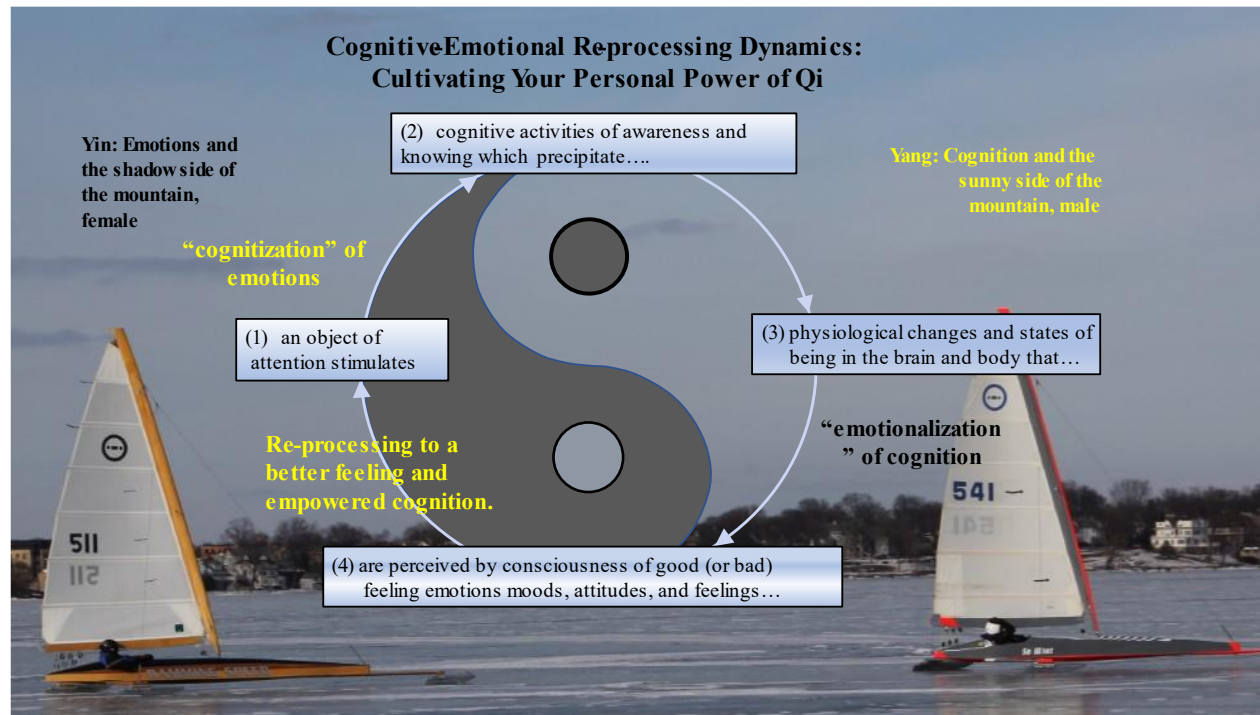 Cognitive-Emotional Re-processing Dynamics:
Cultivating Your Personal Power of Qi
(2) cognitive activities of awareness and
knowing which precipitate….
Yin: Emotions and
the shadow side of
the mountain,
female
Yang: Cognition and the
sunny side of the
mountain, male
“cognitization” of
emotions
(1) an object of
attention stimulates
(3) physiological changes and states of
being in the brain and body that…
“emotionalization
” of cognition
Re-processing to a
better feeling and
empowered cognition.
(4) are perceived by consciousness of good (or bad)
feeling emotions moods, attitudes, and feelings…
511
511
541
541